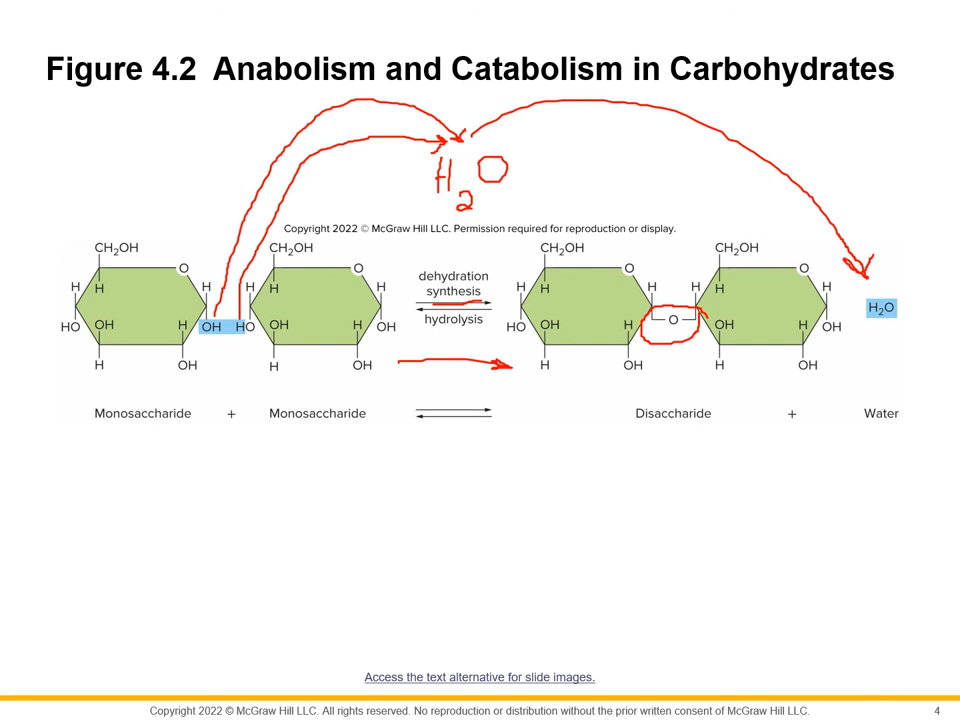 Figure 4.2 Anabolism and Catabolism in Carbohydrates
H₂O
Copyright 2022 © McGraw Hill LLC. Permission required for reproduction or display.
CH₂OH CH₂OH CH₂OH CH₂OH
O O O O
H H H H dehydration synthesis H H H H
H H H H
H₂O
hydrolysis
HO OH H OH HO OH H OH HO OH H O OH H OH
H OH H OH H OH H OH
Monosaccharide + Monosaccharide Disaccharide + Water
Access the text alternative for slide images.
Copyright 2022 © McGraw Hill LLC. All rights reserved. No reproduction or distribution without the prior written consent of McGraw Hill LLC. 4